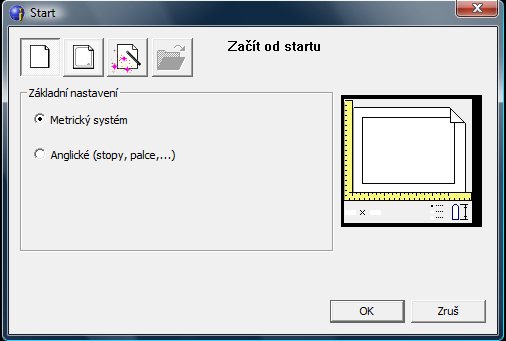 Start
Začít od startu
Základní nastavení
Metrický systém
Anglické (stopy, palce,...)
OK
Zruš